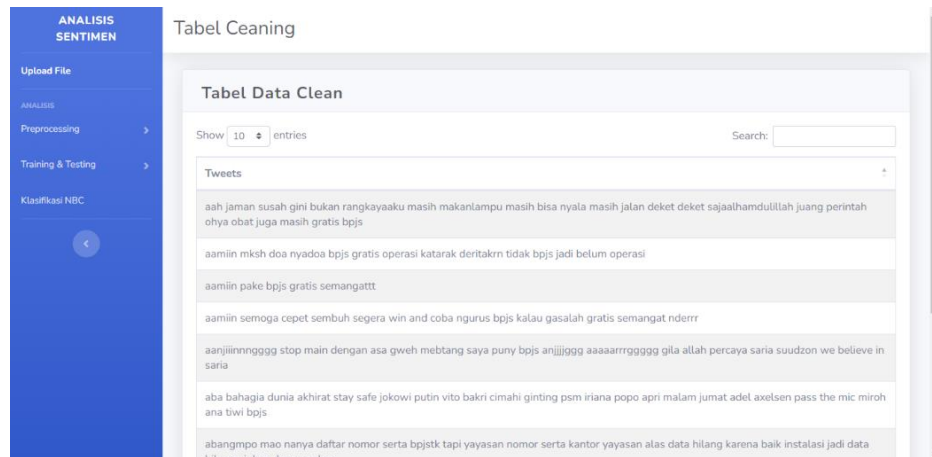 ANALISIS
SENTIMEN
Upload File
ANALISIS
Preprocessing
Training & Testing
Klasifikasi NBC
Tabel Ceaning
Tabel Data Clean
Show 10 entries
Search:
Tweets
aah jaman susah gini bukan rangkayaaku masih makanlampu masih bisa nyala masih jalan deket deket sajaalhamdulillah juang perintah
ohya obat juga masih gratis bpjs
aamiin mksh doa nyadoa bpjs gratis operasi katarak deritakrn tidak bpjs jadi belum operasi
aamiin pake bpjs gratis semangattt
aamiin semoga cepet sembuh segera win and coba ngurus bpjs kalau gasalah gratis semangat nderrr
aanjiiinnngggg stop main dengan asa gweh mebtang saya puny bpjs anjjjjggg aaaaarrrggggg gila allah percaya saria suudzon we believe in
saria
aba bahagia dunia akhirat stay safe jokowi putin vito bakri cimahi ginting psm iriana popo apri malam jumat adel axelsen pass the mic miroh
ana tiwi bpjs
abangmpo mao nanya daftar nomor serta bpjstk tapi yayasan nomor serta kantor yayasan alas data hilang karena baik instalasi jadi data